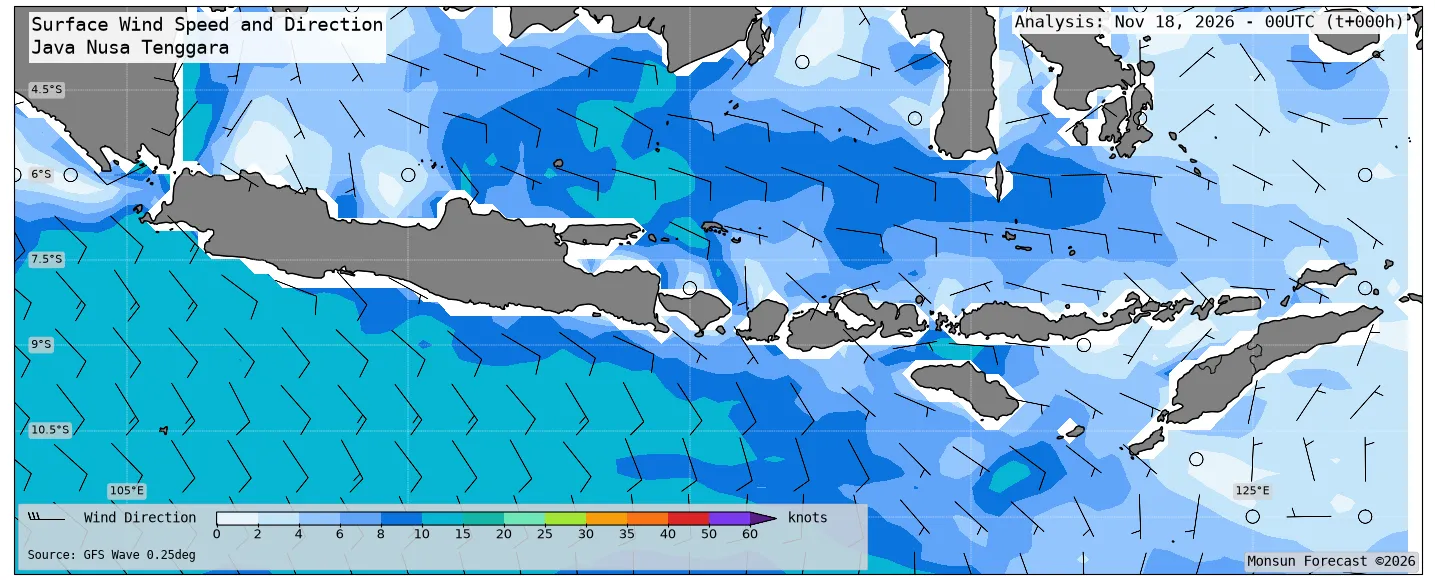 Surface Wind Speed and Direction
Java Nusa Tenggara
Analysis: Nov 18, 2026 - 00UTC (t+000h)
4.5°S
6°S
7.5°S
9°S
10.5°S
105°E
125°E
Wind Direction
0 2 4 6 8 10 15 20 25 30 35 40 50 60
knots
Source: GFS Wave 0.25deg
Monsun Forecast ©2026